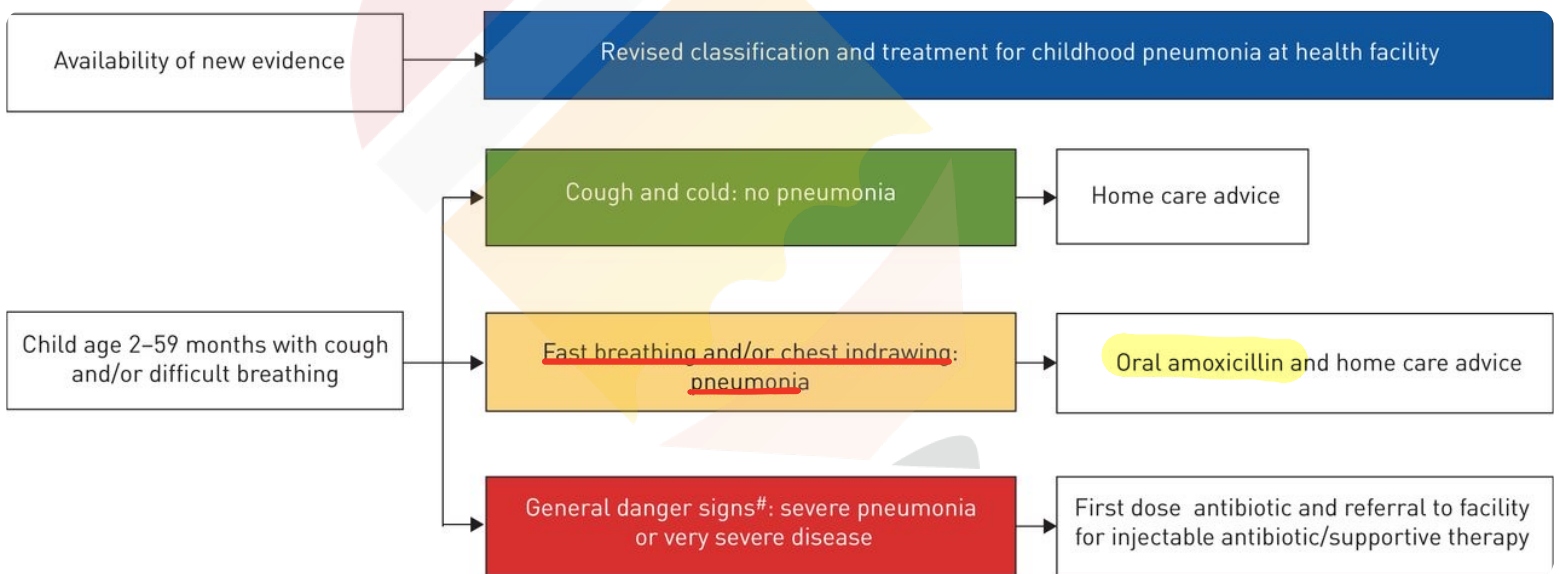 Availability of new evidence
Revised classification and treatment for childhood pneumonia at health facility
Cough and cold: no pneumonia
Home care advice
Child age 2–59 months with cough
and/or difficult breathing
Fast breathing and/or chest indrawing:
pneumonia
Oral amoxicillin and home care advice
General danger signs#: severe pneumonia
or very severe disease
First dose antibiotic and referral to facility
for injectable antibiotic/supportive therapy